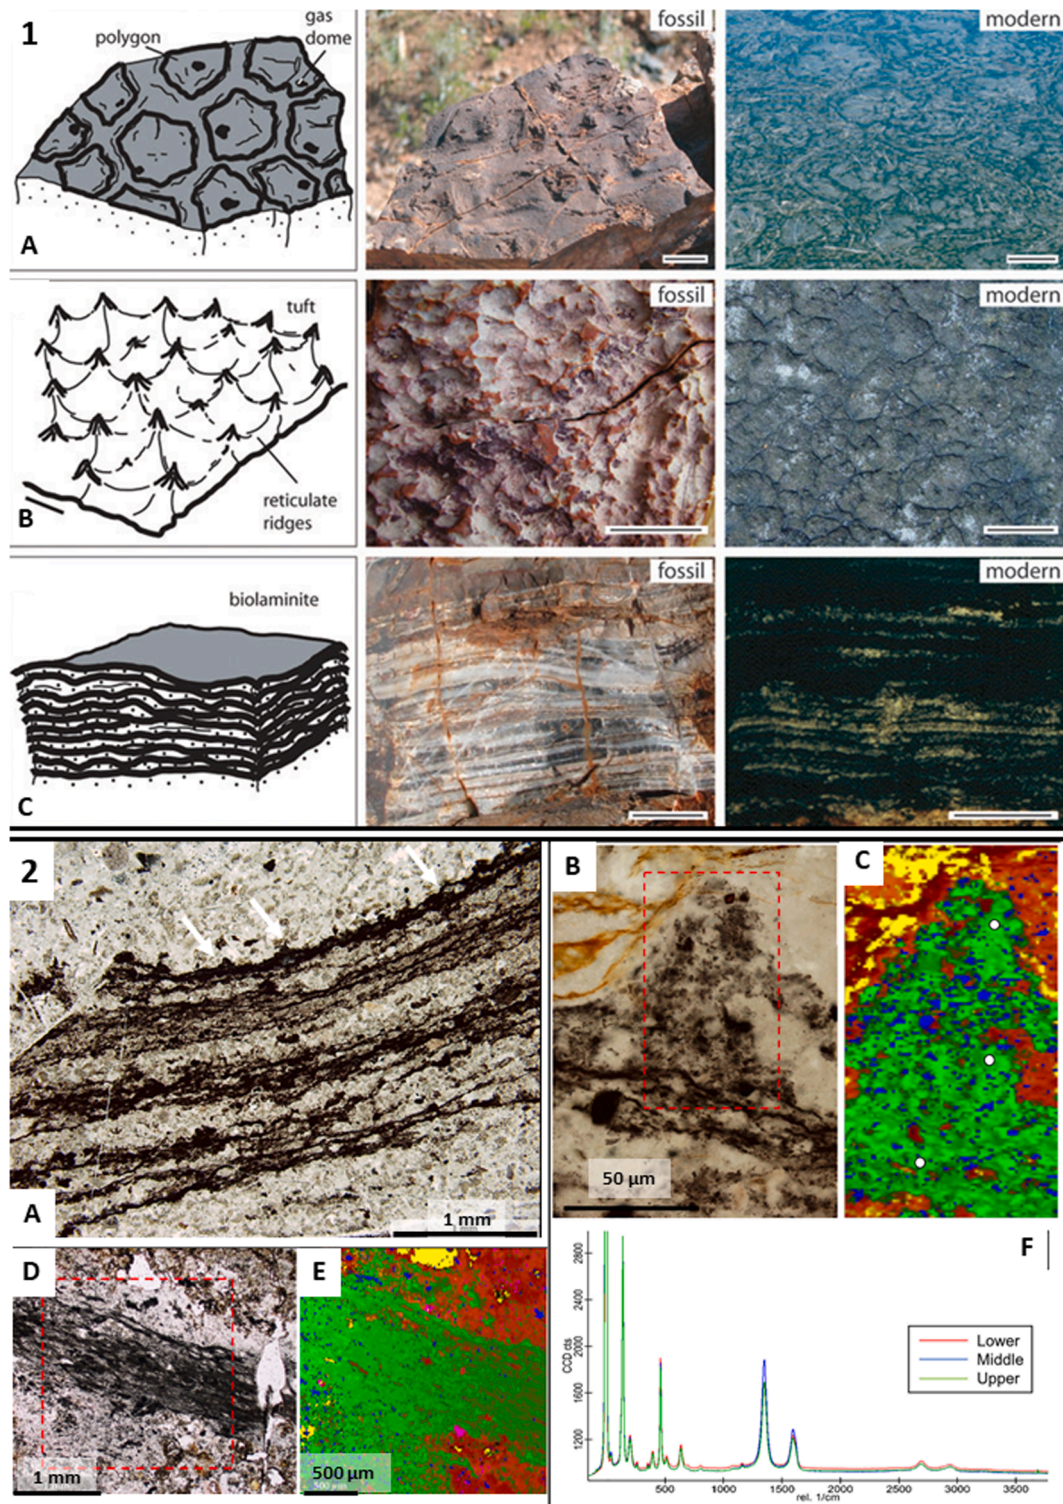 1
polygon
gas
dome
A
fossil
modern
tuft
reticulate
ridges
B
fossil
modern
biolaminite
C
fossil
modern
2
A
1 mm
B
50 µm
C
D
1 mm
E
500 µm
F
CCD cts
2800
2400
2000
1600
1200
Lower
Middle
Upper
0
500
1000
1500
2000
2500
3000
3500
rel. 1/cm